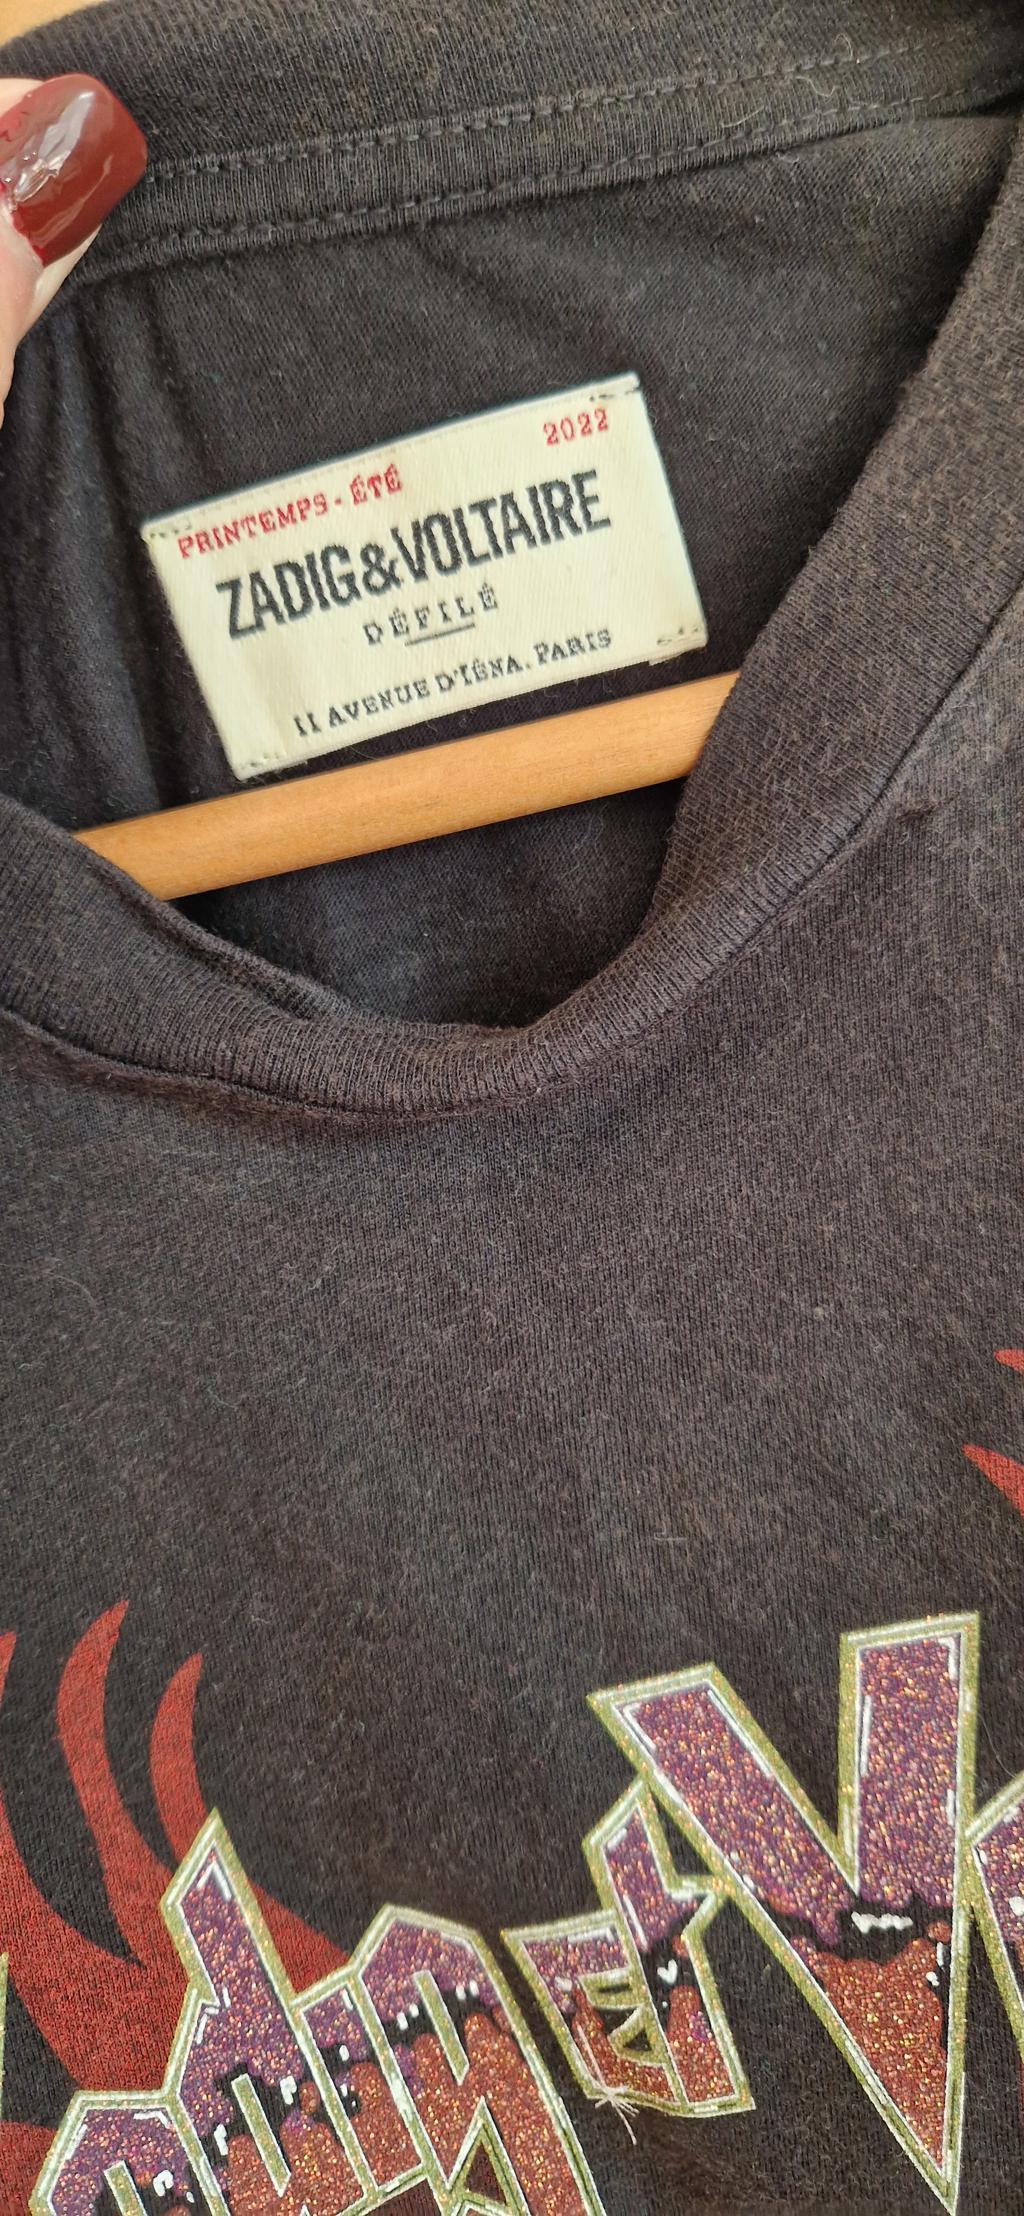 PRINTEMPS - ÉTÉ 2022
ZADIG&VOLTAIRE
DÉFILÉ
11 AVENUE D'IÉNA. PARIS